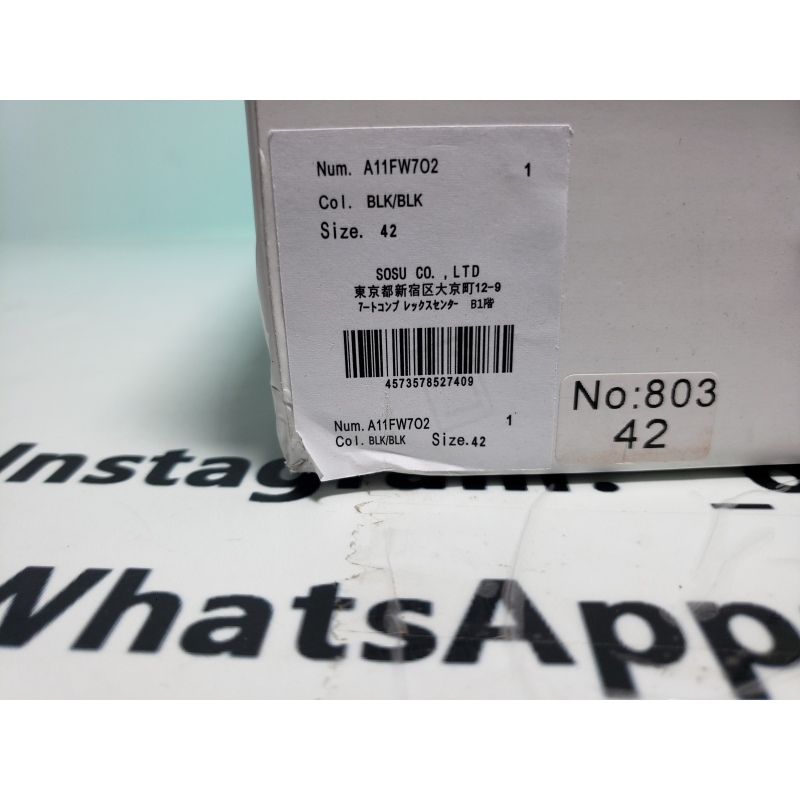 Num. A11FW702 1
Col. BLK/BLK
Size. 42
SOSU CO. ,LTD
東京都新宿区大京町12-9
ｱｰトコンプ レックスセンター B1階
4573578527409
Num. A11FW702 1
Col. BLK/BLK Size. 42
No:803
42
Instagram:
WhatsApp